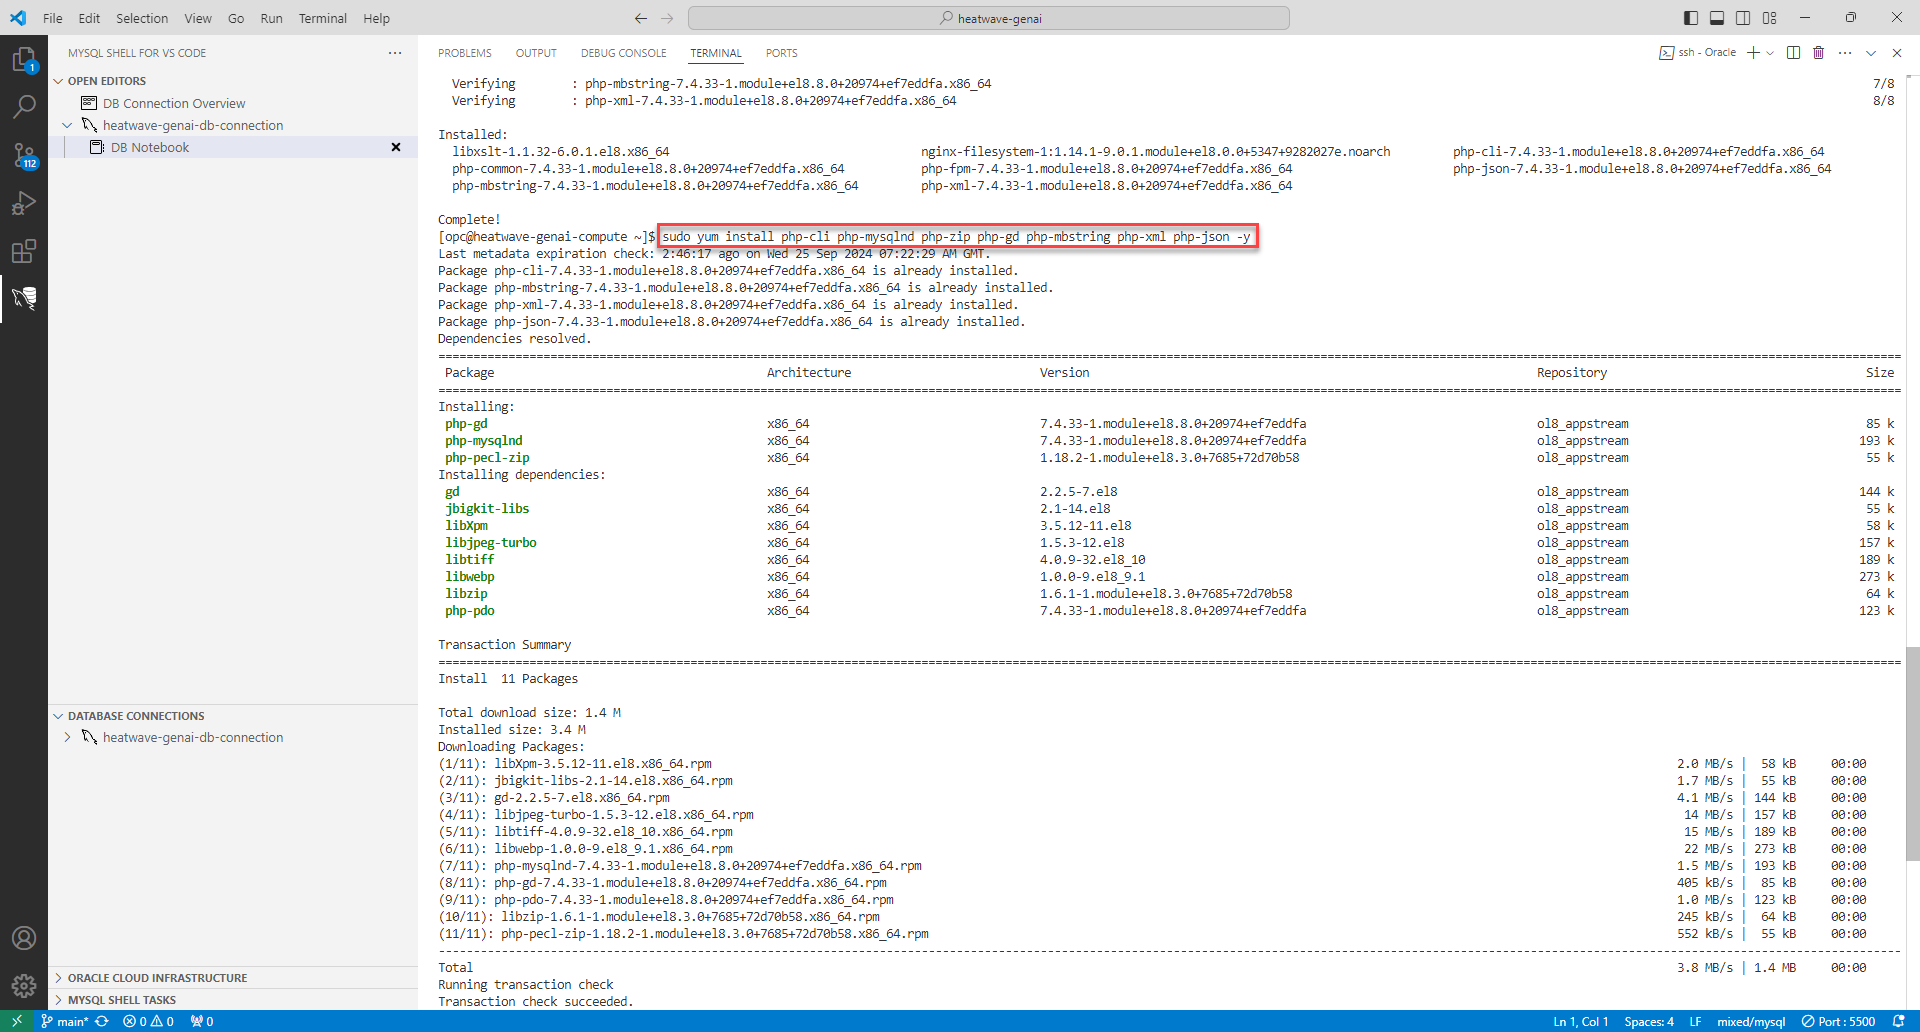 File Edit Selection View Go Run Terminal Help
heatwave-genai
MYSQL SHELL FOR VS CODE
OPEN EDITORS
DB Connection Overview
heatwave-genai-db-connection
DB Notebook
1
112
DATABASE CONNECTIONS
heatwave-genai-db-connection
ORACLE CLOUD INFRASTRUCTURE
MYSQL SHELL TASKS
PROBLEMS OUTPUT DEBUG CONSOLE TERMINAL PORTS
ssh - Oracle
Verifying : php-mbstring-7.4.33-1.module+el8.8.0+20974+ef7eddfa.x86_64 7/8
Verifying : php-xml-7.4.33-1.module+el8.8.0+20974+ef7eddfa.x86_64 8/8
Installed:
libxslt-1.1.32-6.0.1.el8.x86_64 nginx-filesystem-1:1.14.1-9.0.1.module+el8.0.0+5347+9282027e.noarch php-cli-7.4.33-1.module+el8.8.0+20974+ef7eddfa.x86_64
php-common-7.4.33-1.module+el8.8.0+20974+ef7eddfa.x86_64 php-fpm-7.4.33-1.module+el8.8.0+20974+ef7eddfa.x86_64 php-json-7.4.33-1.module+el8.8.0+20974+ef7eddfa.x86_64
php-mbstring-7.4.33-1.module+el8.8.0+20974+ef7eddfa.x86_64 php-xml-7.4.33-1.module+el8.8.0+20974+ef7eddfa.x86_64
Complete!
[opc@heatwave-genai-compute ~]$ sudo yum install php-cli php-mysqlnd php-zip php-gd php-mbstring php-xml php-json -y
Last metadata expiration check: 2:46:17 ago on Wed 25 Sep 2024 07:22:29 AM GMT.
Package php-cli-7.4.33-1.module+el8.8.0+20974+ef7eddfa.x86_64 is already installed.
Package php-mbstring-7.4.33-1.module+el8.8.0+20974+ef7eddfa.x86_64 is already installed.
Package php-xml-7.4.33-1.module+el8.8.0+20974+ef7eddfa.x86_64 is already installed.
Package php-json-7.4.33-1.module+el8.8.0+20974+ef7eddfa.x86_64 is already installed.
Dependencies resolved.
Package Architecture Version Repository Size
Installing:
php-gd x86_64 7.4.33-1.module+el8.8.0+20974+ef7eddfa ol8_appstream 85 k
php-mysqlnd x86_64 7.4.33-1.module+el8.8.0+20974+ef7eddfa ol8_appstream 193 k
php-pecl-zip x86_64 1.18.2-1.module+el8.3.0+7685+72d70b58 ol8_appstream 55 k
Installing dependencies:
gd x86_64 2.2.5-7.el8 ol8_appstream 144 k
jbigkit-libs x86_64 2.1-14.el8 ol8_appstream 55 k
libXpm x86_64 3.5.12-11.el8 ol8_appstream 58 k
libjpeg-turbo x86_64 1.5.3-12.el8 ol8_appstream 157 k
libtiff x86_64 4.0.9-32.el8_10 ol8_appstream 189 k
libwebp x86_64 1.0.0-9.el8_9.1 ol8_appstream 273 k
libzip x86_64 1.6.1-1.module+el8.3.0+7685+72d70b58 ol8_appstream 64 k
php-pdo x86_64 7.4.33-1.module+el8.8.0+20974+ef7eddfa ol8_appstream 123 k
Transaction Summary
Install 11 Packages
Total download size: 1.4 M
Installed size: 3.4 M
Downloading Packages:
(1/11): libXpm-3.5.12-11.el8.x86_64.rpm 2.0 MB/s | 58 kB 00:00
(2/11): jbigkit-libs-2.1-14.el8.x86_64.rpm 1.7 MB/s | 55 kB 00:00
(3/11): gd-2.2.5-7.el8.x86_64.rpm 4.1 MB/s | 144 kB 00:00
(4/11): libjpeg-turbo-1.5.3-12.el8.x86_64.rpm 14 MB/s | 157 kB 00:00
(5/11): libtiff-4.0.9-32.el8_10.x86_64.rpm 15 MB/s | 189 kB 00:00
(6/11): libwebp-1.0.0-9.el8_9.1.x86_64.rpm 22 MB/s | 273 kB 00:00
(7/11): php-mysqlnd-7.4.33-1.module+el8.8.0+20974+ef7eddfa.x86_64.rpm 1.5 MB/s | 193 kB 00:00
(8/11): php-gd-7.4.33-1.module+el8.8.0+20974+ef7eddfa.x86_64.rpm 405 kB/s | 85 kB 00:00
(9/11): php-pdo-7.4.33-1.module+el8.8.0+20974+ef7eddfa.x86_64.rpm 1.0 MB/s | 123 kB 00:00
(10/11): libzip-1.6.1-1.module+el8.3.0+7685+72d70b58.x86_64.rpm 245 kB/s | 64 kB 00:00
(11/11): php-pecl-zip-1.18.2-1.module+el8.3.0+7685+72d70b58.x86_64.rpm 552 kB/s | 55 kB 00:00
Total 3.8 MB/s | 1.4 MB 00:00
Running transaction check
Transaction check succeeded.
main* 0 0 0 Ln 1, Col 1 Spaces: 4 LF mixed/mysql Port : 5500